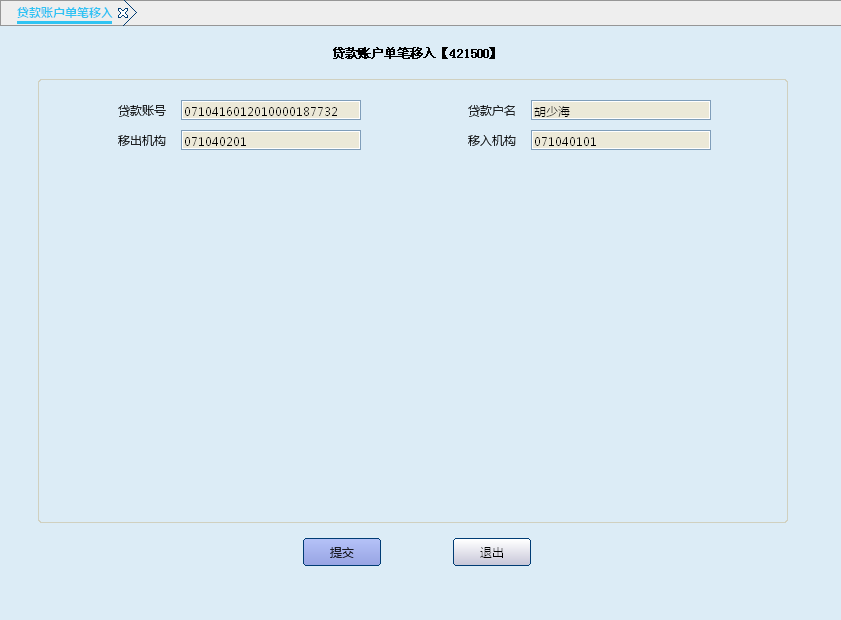 贷款账户单笔移入
贷款账户单笔移入【421500】
贷款账号 0710416012010000187732 贷款户名 胡少海
移出机构 071040201 移入机构 071040101
提交 退出